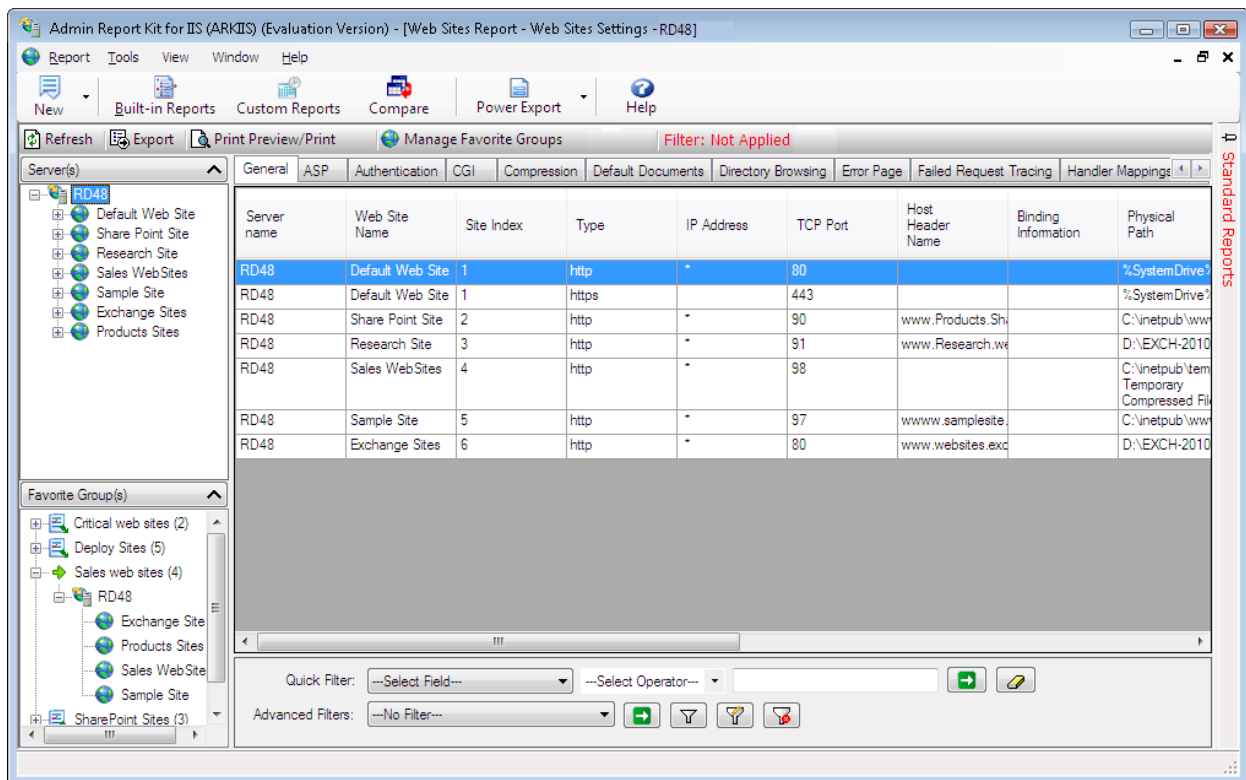 Admin Report Kit for IIS (ARKIIS) (Evaluation Version) - [Web Sites Report - Web Sites Settings -RD48]
Report Tools View Window Help
New Built-in Reports Custom Reports Compare Power Export Help
Refresh Export Print Preview/Print Manage Favorite Groups Filter: Not Applied
Standard Reports
Server(s)
RD48
Default Web Site
Share Point Site
Research Site
Sales WebSites
Sample Site
Exchange Sites
Products Sites
Favorite Group(s)
Critical web sites (2)
Deploy Sites (5)
Sales web sites (4)
RD48
Exchange Site
Products Sites
Sales WebSite
Sample Site
SharePoint Sites (3)
General ASP Authentication CGI Compression Default Documents Directory Browsing Error Page Failed Request Tracing Handler Mappings
Server name Web Site Name Site Index Type IP Address TCP Port Host Header Name Binding Information Physical Path
RD48 Default Web Site 1 http * 80 %SystemDrive%
RD48 Default Web Site 1 https 443 %SystemDrive%
RD48 Share Point Site 2 http * 90 www.Products.Sha C:\inetpub\www
RD48 Research Site 3 http * 91 www.Research.we D:\EXCH-2010
RD48 Sales WebSites 4 http * 98 C:\inetpub\tem
Temporary
Compressed File
RD48 Sample Site 5 http * 97 wwww.samplesite. C:\inetpub\www
RD48 Exchange Sites 6 http * 80 www.websites.exc D:\EXCH-2010
Quick Filter: ---Select Field--- ---Select Operator---
Advanced Filters: ---No Filter---